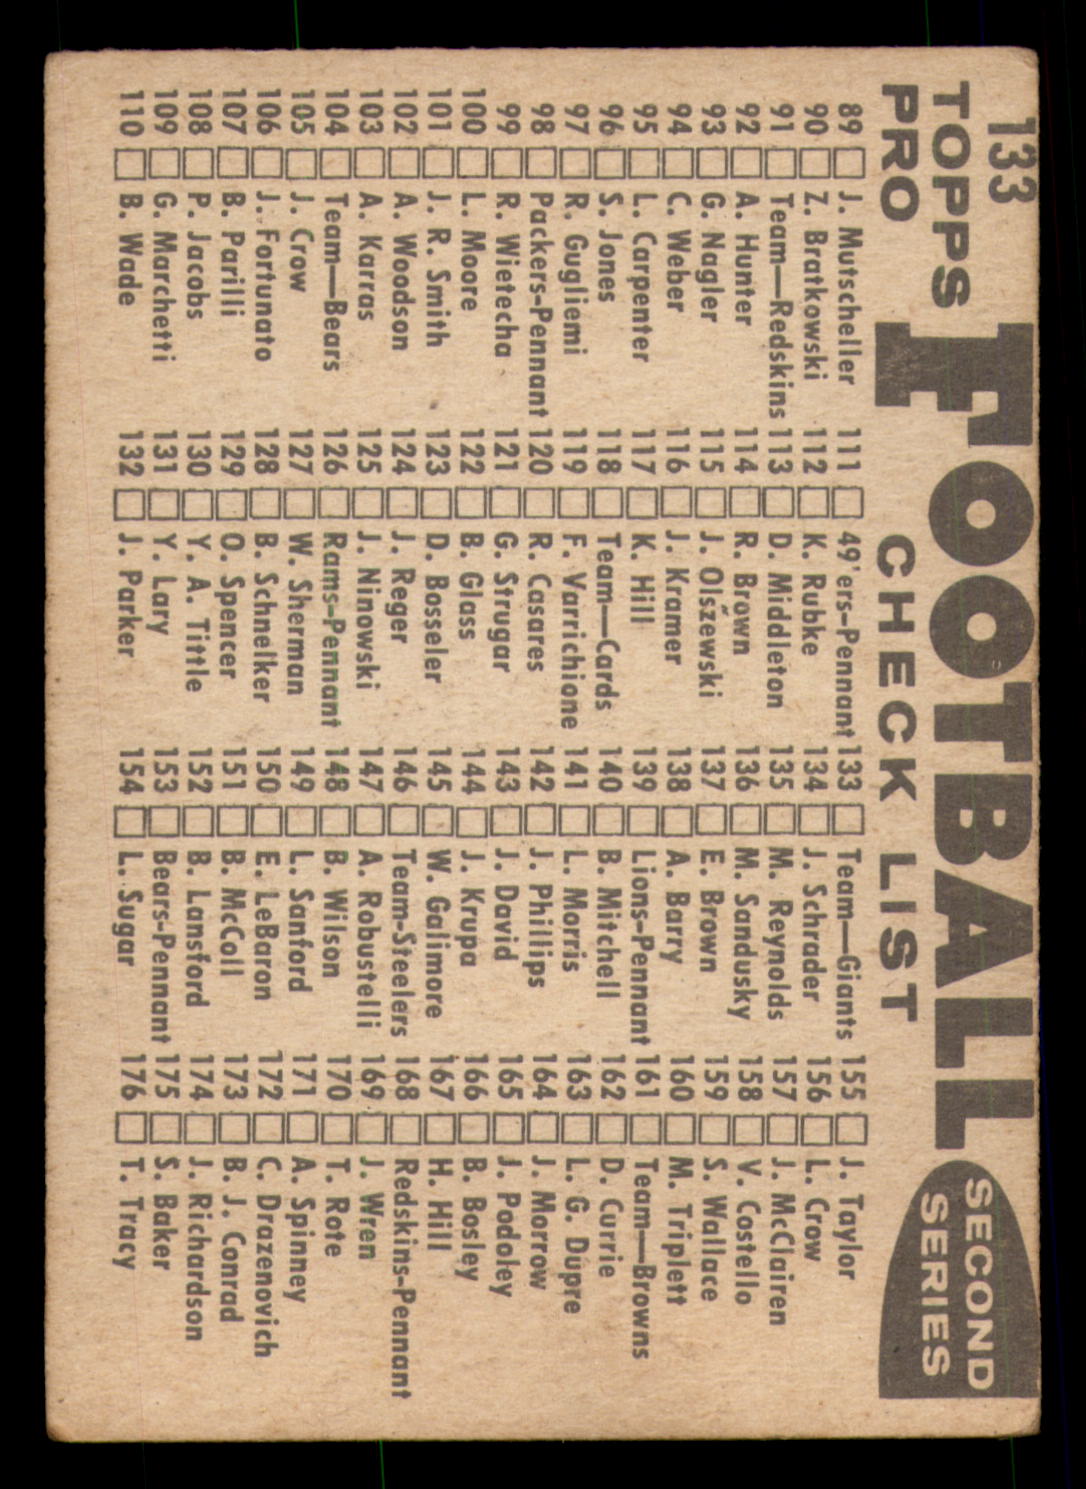 133
TOPPS FOOTBALL SECOND
PRO CHECK LIST SERIES
89 J. Mutscheller
90 Z. Bratkowski
91 Team—Redskins
92 A. Hunter
93 G. Nagler
94 C. Weber
95 L. Carpenter
96 S. Jones
97 R. Gugliemi
98 Packers-Pennant
99 R. Wietecha
100 L. Moore
101 J. R. Smith
102 A. Woodson
103 A. Karras
104 Team—Bears
105 J. Crow
106 J. Fortunato
107 B. Parilli
108 P. Jacobs
109 G. Marchetti
110 B. Wade
111 49'ers-Pennant
112 K. Rubke
113 D. Middleton
114 R. Brown
115 J. Olszewski
116 J. Kramer
117 K. Hill
118 Team—Cards
119 F. Varrichione
120 R. Casares
121 G. Strugar
122 B. Glass
123 D. Bosseler
124 J. Reger
125 J. Ninowski
126 Rams-Pennant
127 W. Sherman
128 B. Schnelker
129 O. Spencer
130 Y. A. Tittle
131 Y. Lary
132 J. Parker
133 Team—Giants
134 J. Schrader
135 M. Reynolds
136 M. Sandusky
137 E. Brown
138 A. Barry
139 Lions-Pennant
140 B. Mitchell
141 L. Morris
142 J. Phillips
143 J. David
144 J. Krupa
145 W. Galimore
146 Team-Steelers
147 A. Robustelli
148 B. Wilson
149 L. Sanford
150 E. LeBaron
151 B. McColl
152 B. Lansford
153 Bears-Pennant
154 L. Sugar
155 J. Taylor
156 L. Crow
157 J. McClairen
158 V. Costello
159 S. Wallace
160 M. Triplett
161 Team—Browns
162 D. Currie
163 L. G. Dupre
164 J. Morrow
165 J. Podoley
166 B. Bosley
167 H. Hill
168 Redskins-Pennant
169 J. Wren
170 T. Rote
171 A. Spinney
172 C. Drazenovich
173 B. J. Conrad
174 J. Richardson
175 S. Baker
176 T. Tracy